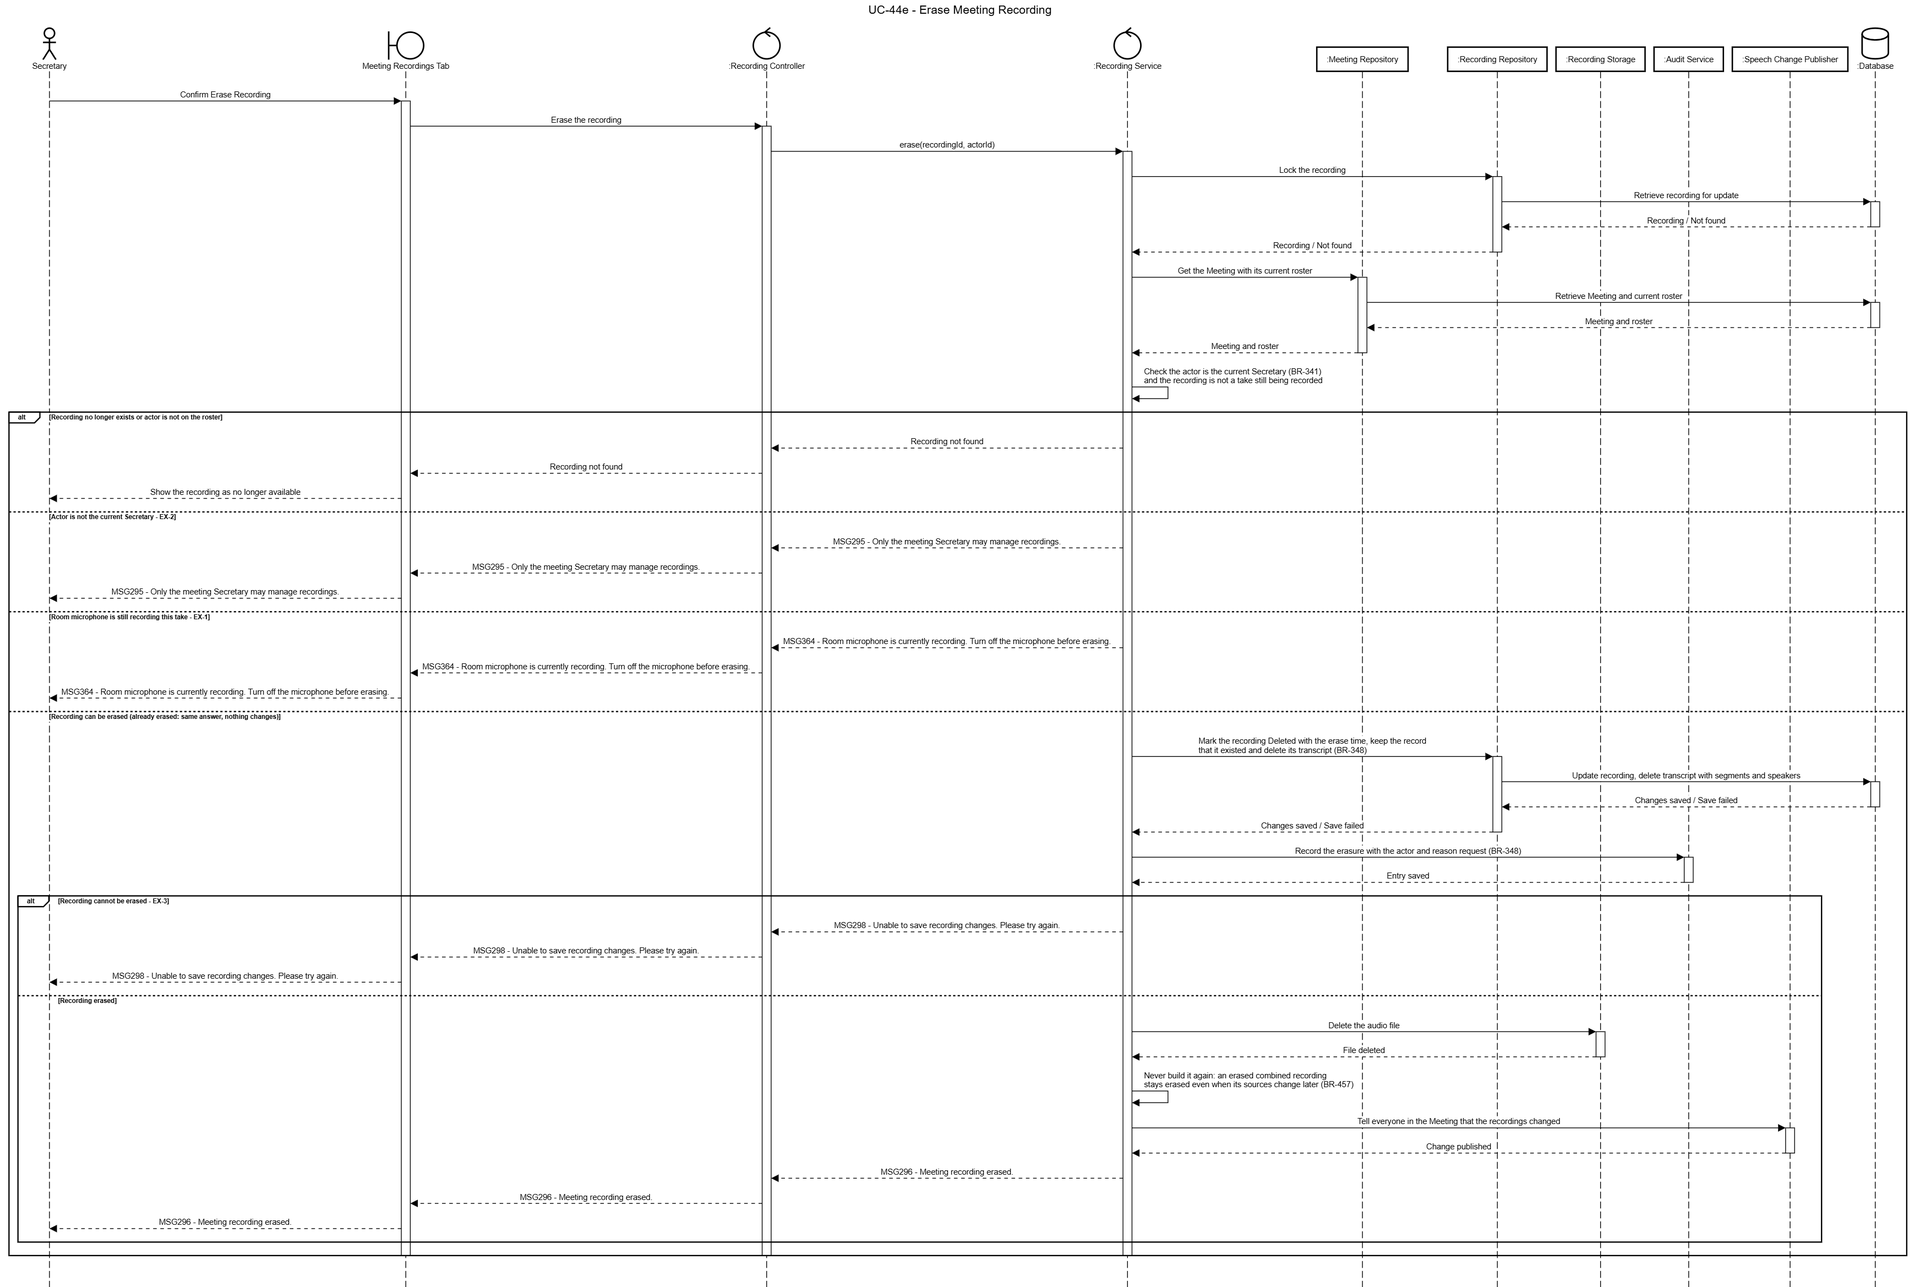 UC-44e - Erase Meeting Recording
Secretary
Meeting Recordings Tab
:Recording Controller
:Recording Service
:Meeting Repository
:Recording Repository
:Recording Storage
:Audit Service
:Speech Change Publisher
:Database
Confirm Erase Recording
Erase the recording
erase(recordingId, actorId)
Lock the recording
Retrieve recording for update
Recording / Not found
Recording / Not found
Get the Meeting with its current roster
Retrieve Meeting and current roster
Meeting and roster
Meeting and roster
Check the actor is the current Secretary (BR-341)
and the recording is not a take still being recorded
alt
[Recording no longer exists or actor is not on the roster]
Recording not found
Recording not found
Show the recording as no longer available
[Actor is not the current Secretary - EX-2]
MSG295 - Only the meeting Secretary may manage recordings.
MSG295 - Only the meeting Secretary may manage recordings.
MSG295 - Only the meeting Secretary may manage recordings.
[Room microphone is still recording this take - EX-1]
MSG364 - Room microphone is currently recording. Turn off the microphone before erasing.
MSG364 - Room microphone is currently recording. Turn off the microphone before erasing.
MSG364 - Room microphone is currently recording. Turn off the microphone before erasing.
[Recording can be erased (already erased: same answer, nothing changes)]
Mark the recording Deleted with the erase time, keep the record
that it existed and delete its transcript (BR-348)
Update recording, delete transcript with segments and speakers
Changes saved / Save failed
Changes saved / Save failed
Record the erasure with the actor and reason request (BR-348)
Entry saved
alt
[Recording cannot be erased - EX-3]
MSG298 - Unable to save recording changes. Please try again.
MSG298 - Unable to save recording changes. Please try again.
MSG298 - Unable to save recording changes. Please try again.
[Recording erased]
Delete the audio file
File deleted
Never build it again: an erased combined recording
stays erased even when its sources change later (BR-457)
Tell everyone in the Meeting that the recordings changed
Change published
MSG296 - Meeting recording erased.
MSG296 - Meeting recording erased.
MSG296 - Meeting recording erased.